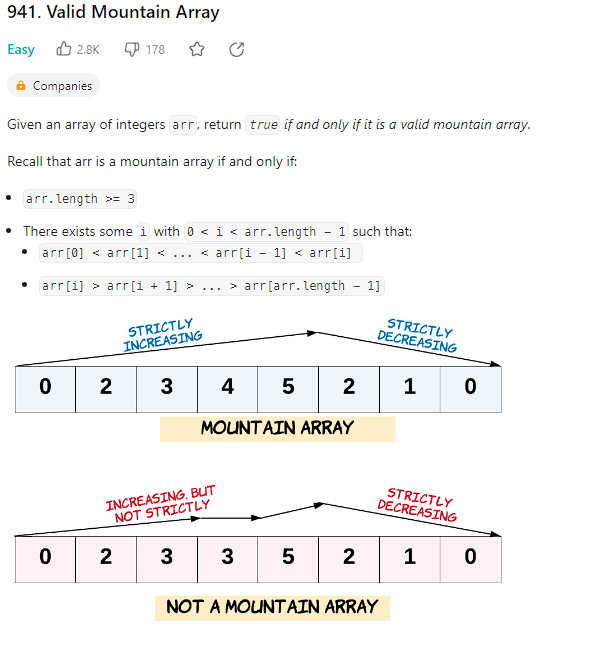 941. Valid Mountain Array
Easy 2.8K 178
Companies
Given an array of integers arr, return true if and only if it is a valid mountain array.
Recall that arr is a mountain array if and only if:
• arr.length >= 3
• There exists some i with 0 < i < arr.length - 1 such that:
• arr[0] < arr[1] < ... < arr[i - 1] < arr[i]
• arr[i] > arr[i + 1] > ... > arr[arr.length - 1]
STRICTLY
INCREASING
STRICTLY
DECREASING
0 2 3 4 5 2 1 0
MOUNTAIN ARRAY
INCREASING, BUT
NOT STRICTLY
STRICTLY
DECREASING
0 2 3 3 5 2 1 0
NOT A MOUNTAIN ARRAY